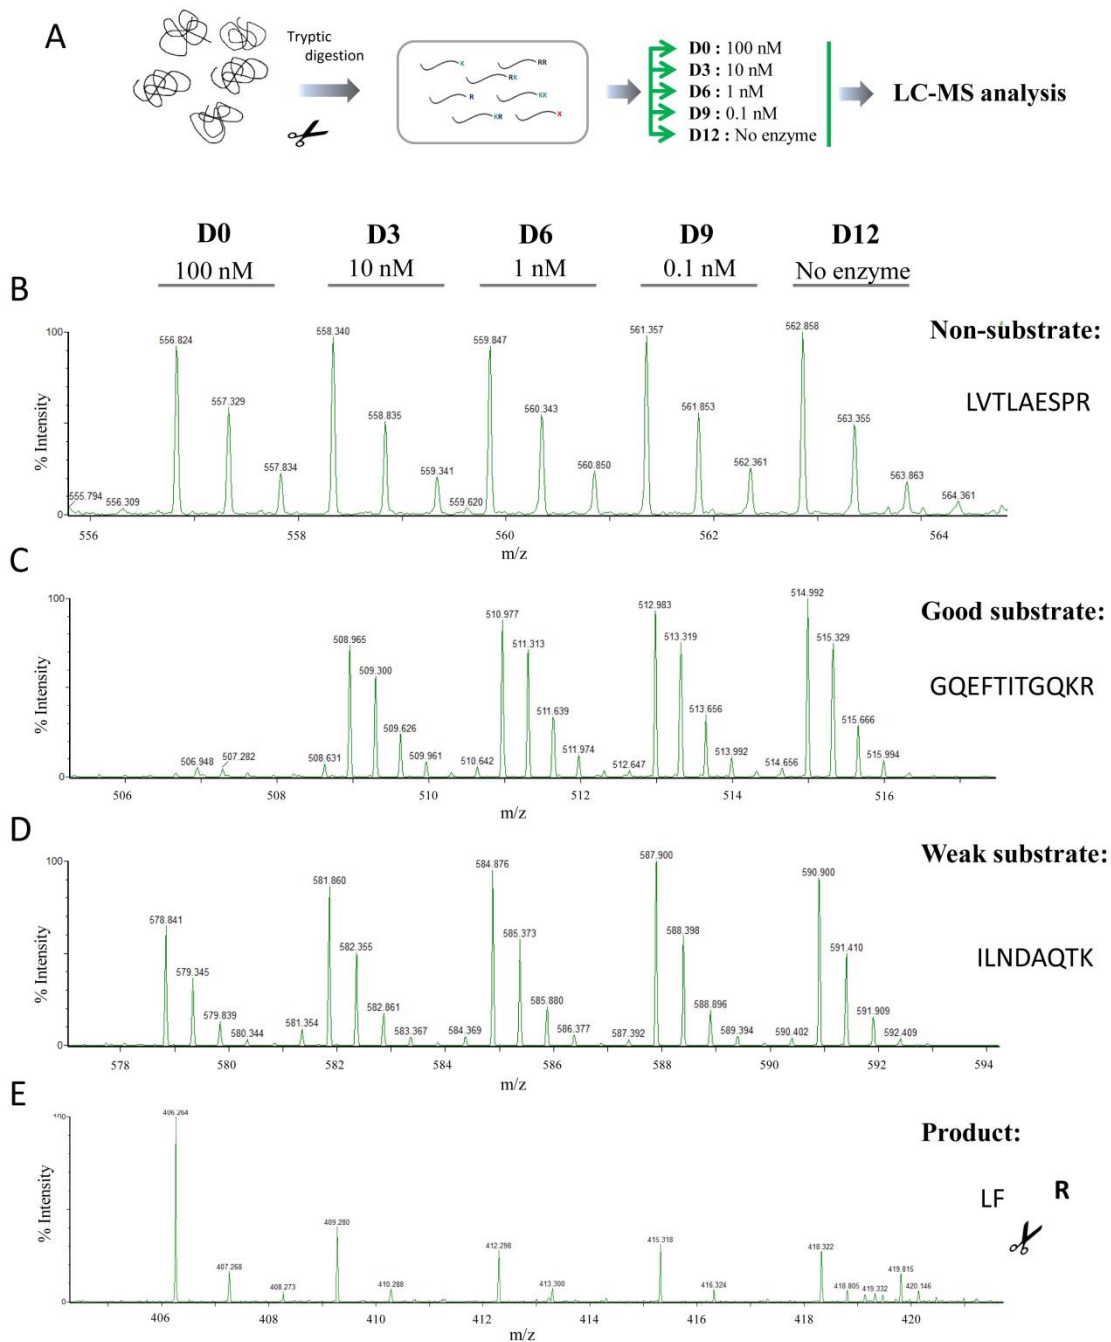 A
Tryptic
digestion
K
RR
RK
R
KK
KR
X
D0 : 100 nM
D3 : 10 nM
D6 : 1 nM
D9 : 0.1 nM
D12 : No enzyme
LC-MS analysis
D0 D3 D6 D9 D12
100 nM 10 nM 1 nM 0.1 nM No enzyme
B
Non-substrate:
LVTLAESPR
% Intensity
100
0
555.794 556.309 556.824 557.329 557.834 558.340 558.835 559.341 559.620 559.847 560.343 560.850 561.357 561.853 562.361 562.858 563.355 563.863 564.361
556 558 560 562 564
m/z
C
Good substrate:
GQEFTITGQKR
% Intensity
100
0
506.948 507.282 508.631 508.965 509.300 509.626 509.961 510.642 510.977 511.313 511.639 511.974 512.647 512.983 513.319 513.656 513.992 514.656 514.992 515.329 515.666 515.994
506 508 510 512 514 516
m/z
D
Weak substrate:
ILNDAQTK
% Intensity
100
0
578.841 579.345 579.839 580.344 581.354 581.860 582.355 582.861 583.367 584.369 584.876 585.373 585.880 586.377 587.392 587.900 588.398 588.896 589.394 590.402 590.900 591.410 591.909 592.409
578 580 582 584 586 588 590 592 594
m/z
E
Product:
LF R
% Intensity
100
0
406.264 407.268 408.273 409.280 410.288 412.298 413.300 415.318 416.324 418.322 418.805 419.332 419.815 420.146
406 408 410 412 414 416 418 420
m/z